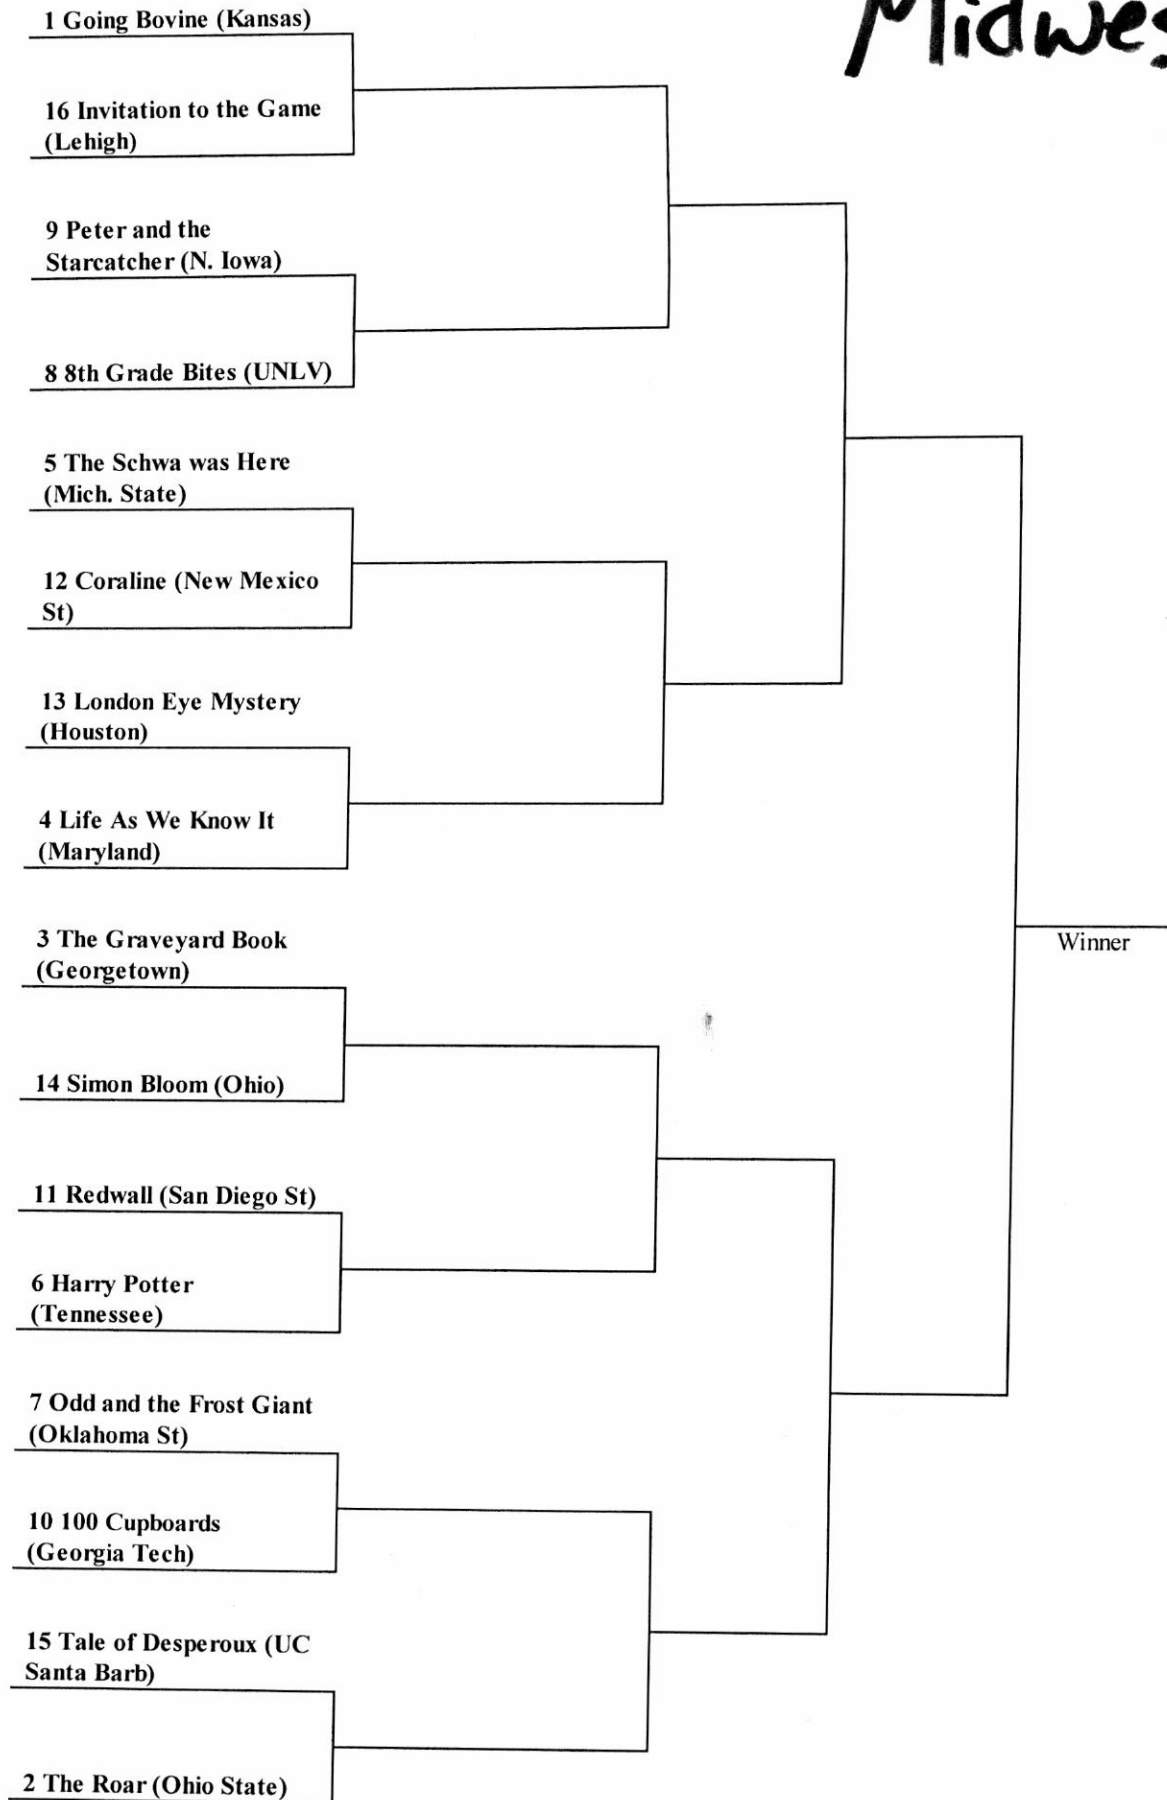 Midwes
1 Going Bovine (Kansas)
16 Invitation to the Game
(Lehigh)
9 Peter and the
Starcatcher (N. Iowa)
8 8th Grade Bites (UNLV)
5 The Schwa was Here
(Mich. State)
12 Coraline (New Mexico
St)
13 London Eye Mystery
(Houston)
4 Life As We Know It
(Maryland)
3 The Graveyard Book
(Georgetown)
Winner
14 Simon Bloom (Ohio)
11 Redwall (San Diego St)
6 Harry Potter
(Tennessee)
7 Odd and the Frost Giant
(Oklahoma St)
10 100 Cupboards
(Georgia Tech)
15 Tale of Desperoux (UC
Santa Barb)
2 The Roar (Ohio State)